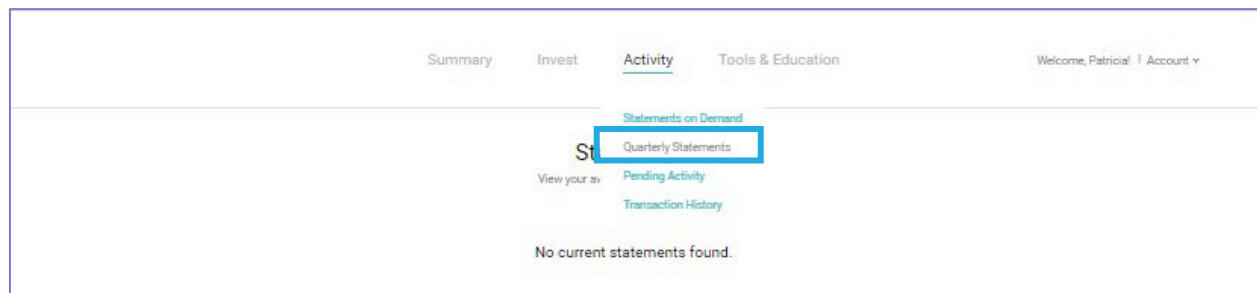 Summary Invest Activity Tools & Education Welcome, Patricia! | Account
Statements on Demand
St
Quarterly Statements
View your av
Pending Activity
Transaction History
No current statements found.